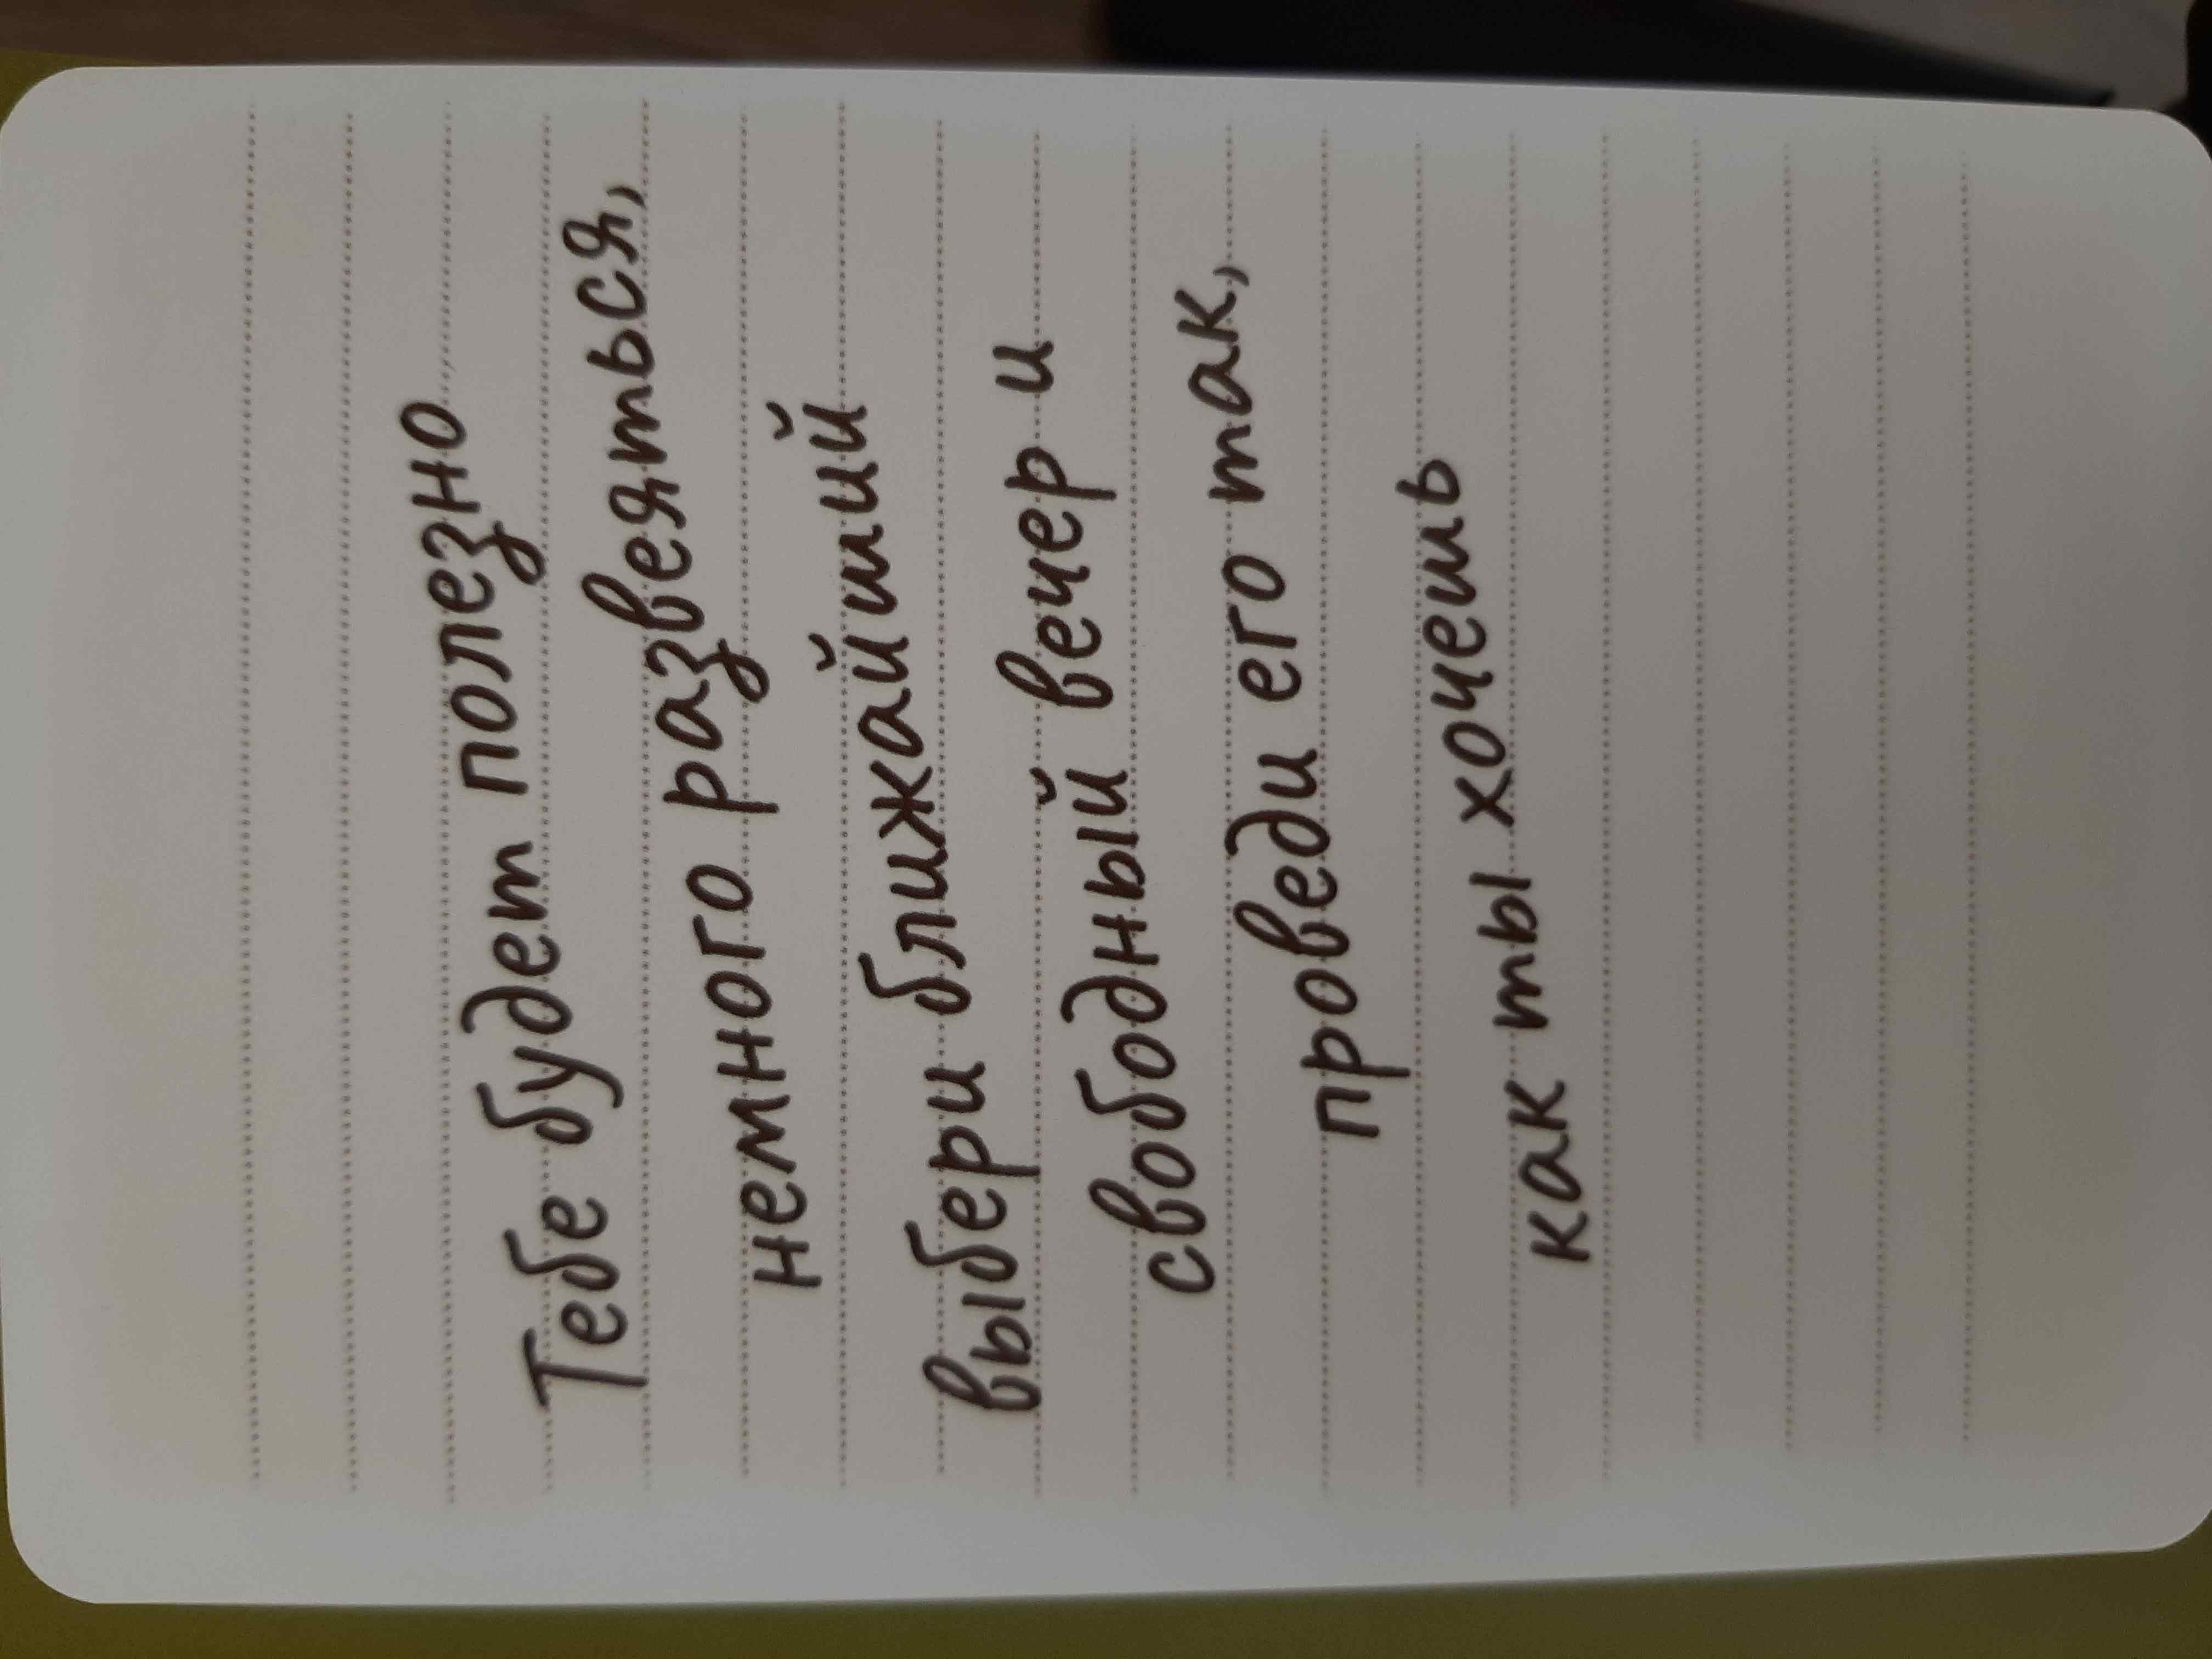 Тебе будет полезно
немного развеяться,
выбери ближайший
свободный вечер и
проведи его так,
как ты хочешь